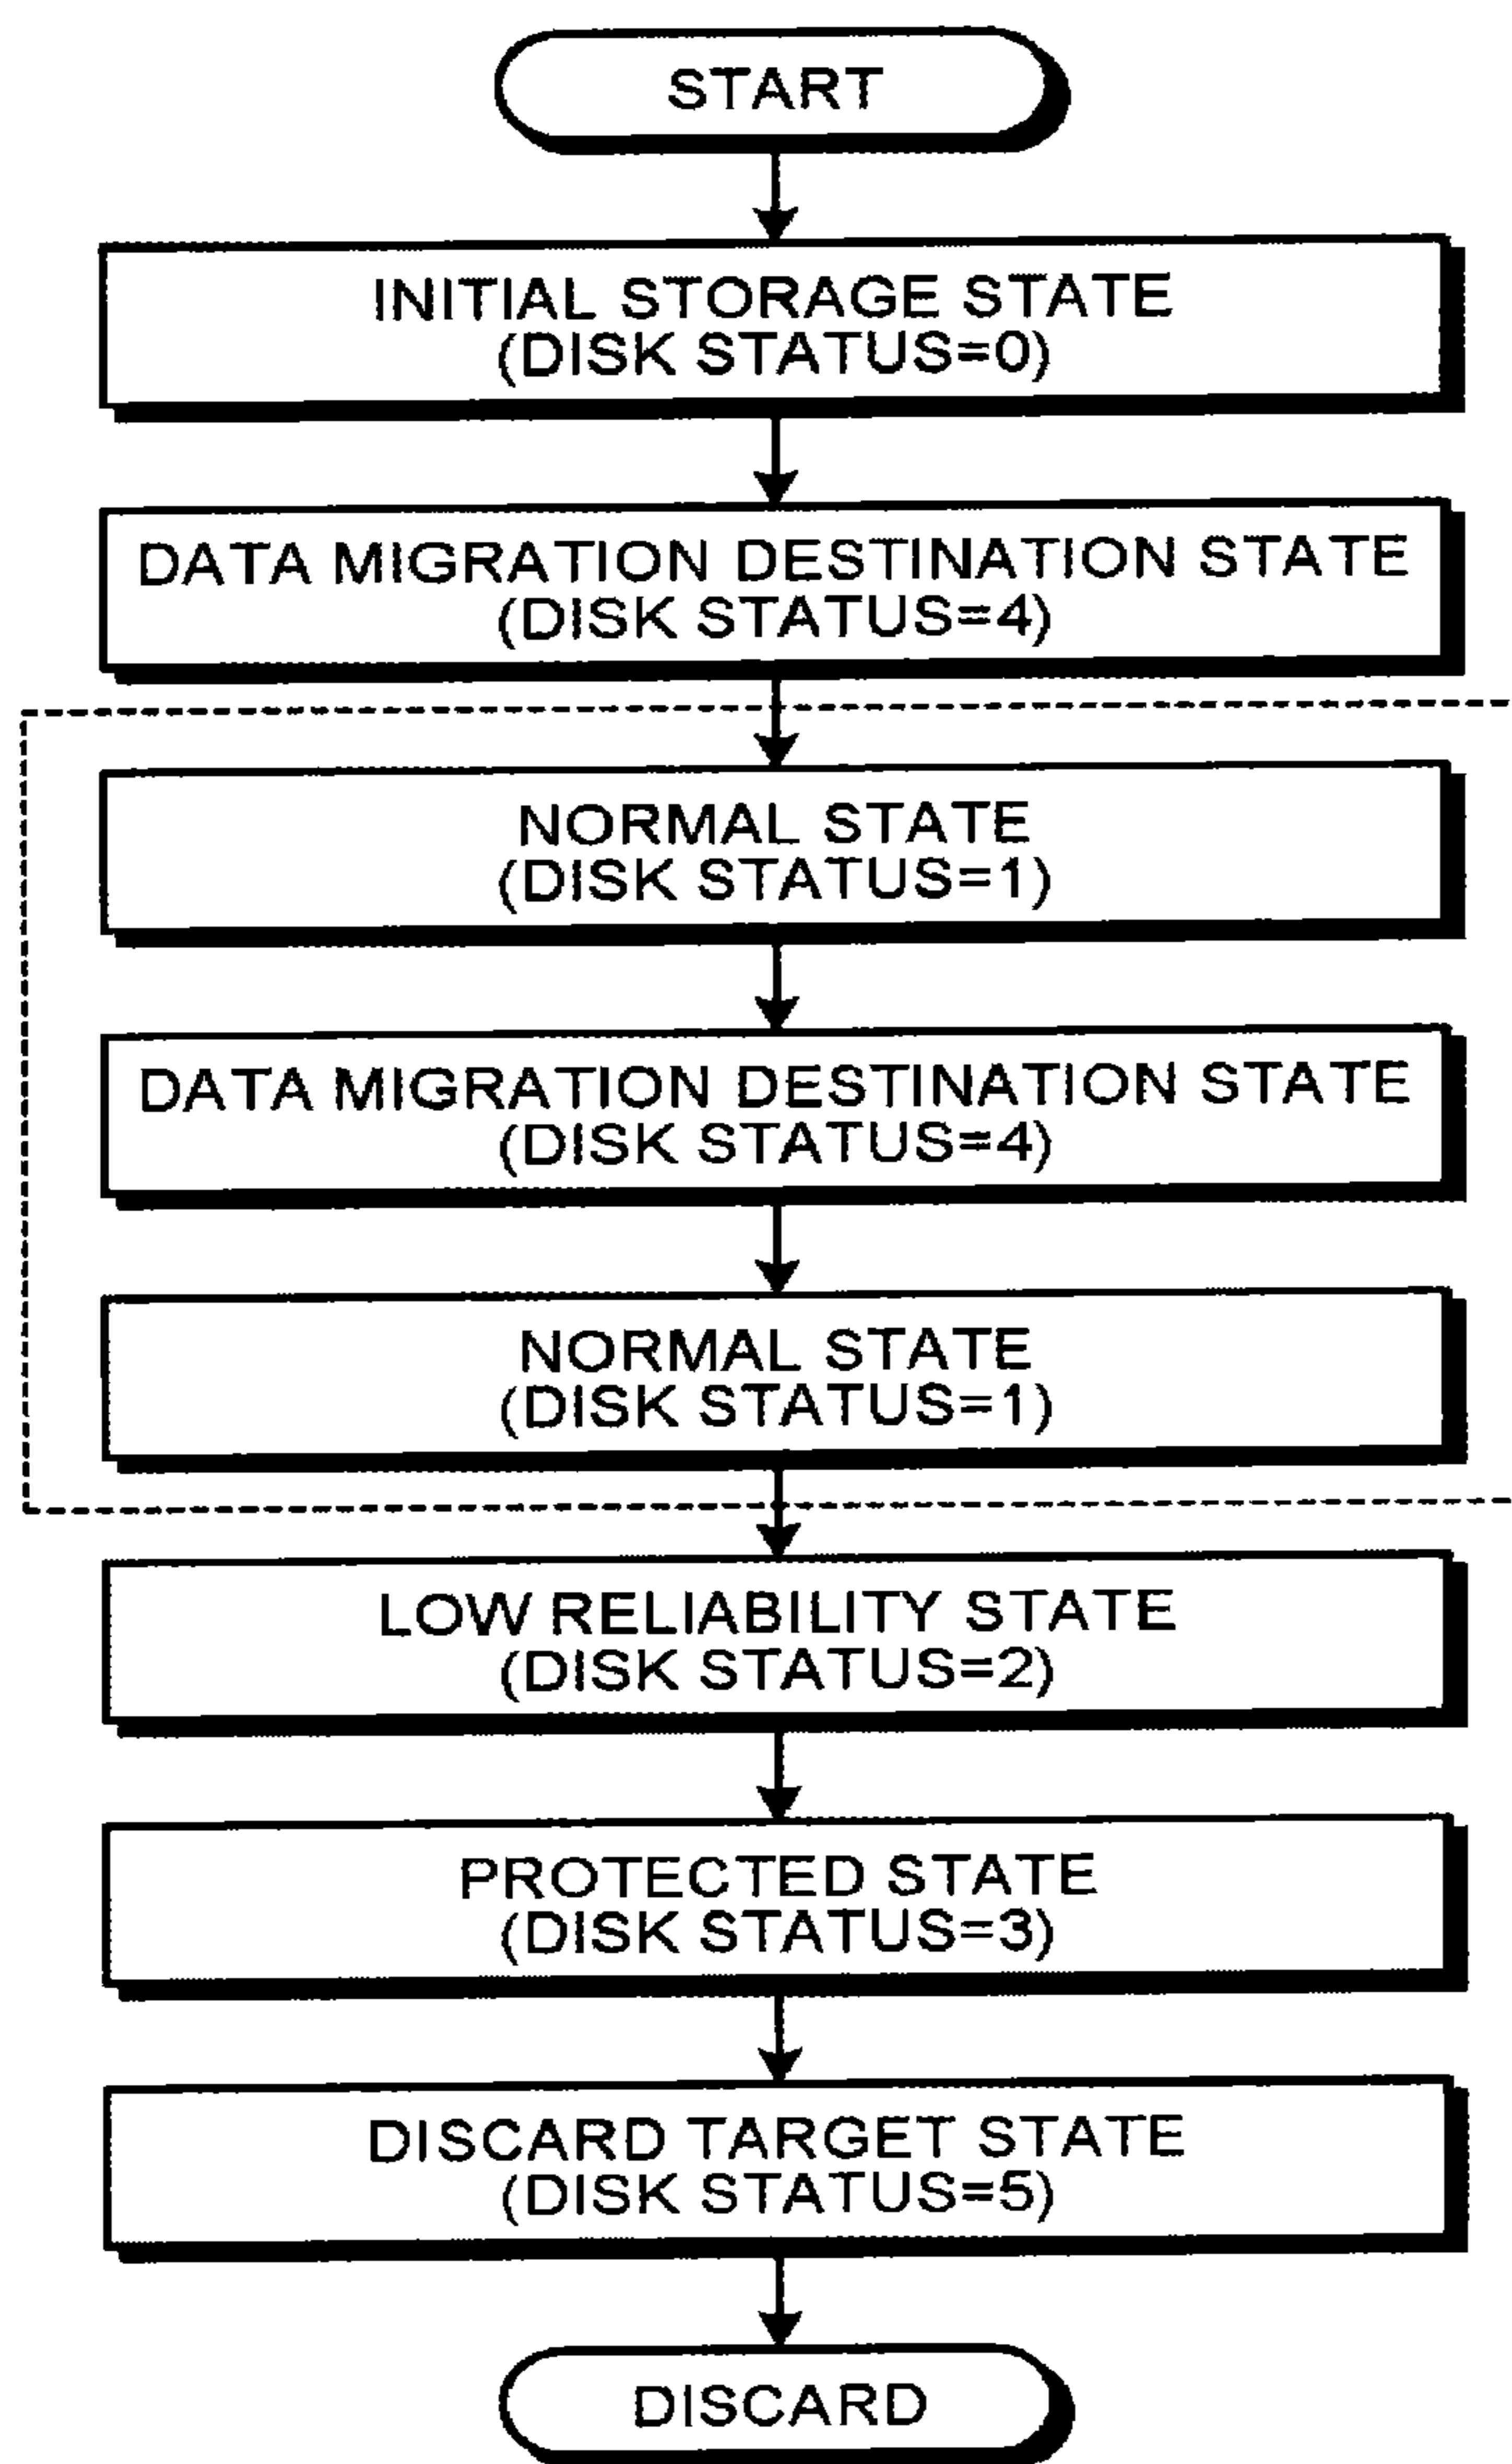 START
INITIAL STORAGE STATE
(DISK STATUS=0)
DATA MIGRATION DESTINATION STATE
(DISK STATUS=4)
NORMAL STATE
(DISK STATUS=1)
DATA MIGRATION DESTINATION STATE
(DISK STATUS=4)
NORMAL STATE
(DISK STATUS=1)
LOW RELIABILITY STATE
(DISK STATUS=2)
PROTECTED STATE
(DISK STATUS=3)
DISCARD TARGET STATE
(DISK STATUS=5)
DISCARD